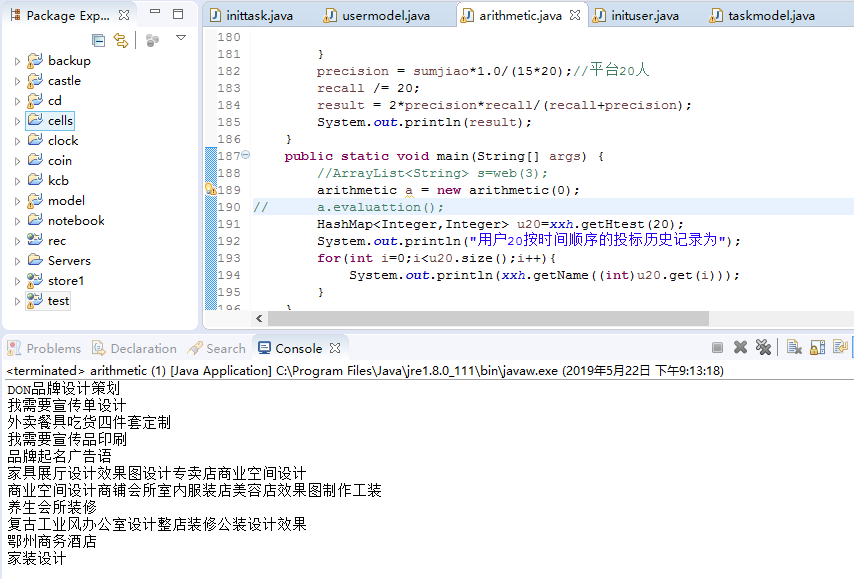 Package Exp...
backup
castle
cd
cells
clock
coin
kcb
model
notebook
rec
Servers
store1
test
inittask.java usermodel.java arithmetic.java inituser.java taskmodel.java
180
181 }
182 precision = sumjiao*1.0/(15*20);//平台20人
183 recall /= 20;
184 result = 2*precision*recall/(recall+precision);
185 System.out.println(result);
186 }
187 public static void main(String[] args) {
188 //ArrayList<String> s=web(3);
189 arithmetic a = new arithmetic(0);
190 // a.evaluattion();
191 HashMap<Integer,Integer> u20=xxh.getHtest(20);
192 System.out.println("用户20按时间顺序的投标历史记录为");
193 for(int i=0;i<u20.size();i++){
194 System.out.println(xxh.getName((int)u20.get(i)));
195 }
196 }
Problems Declaration Search Console
<terminated> arithmetic (1) [Java Application] C:\Program Files\Java\jre1.8.0_111\bin\javaw.exe (2019年5月22日 下午9:13:18)
DON品牌设计策划
我需要宣传单设计
外卖餐具吃货四件套定制
我需要宣传品印刷
品牌起名广告语
家具展厅设计效果图设计专卖店商业空间设计
商业空间设计商铺会所室内服装店美容店效果图制作工装
养生会所装修
复古工业风办公室设计整店装修公装设计效果
鄂州商务酒店
家装设计